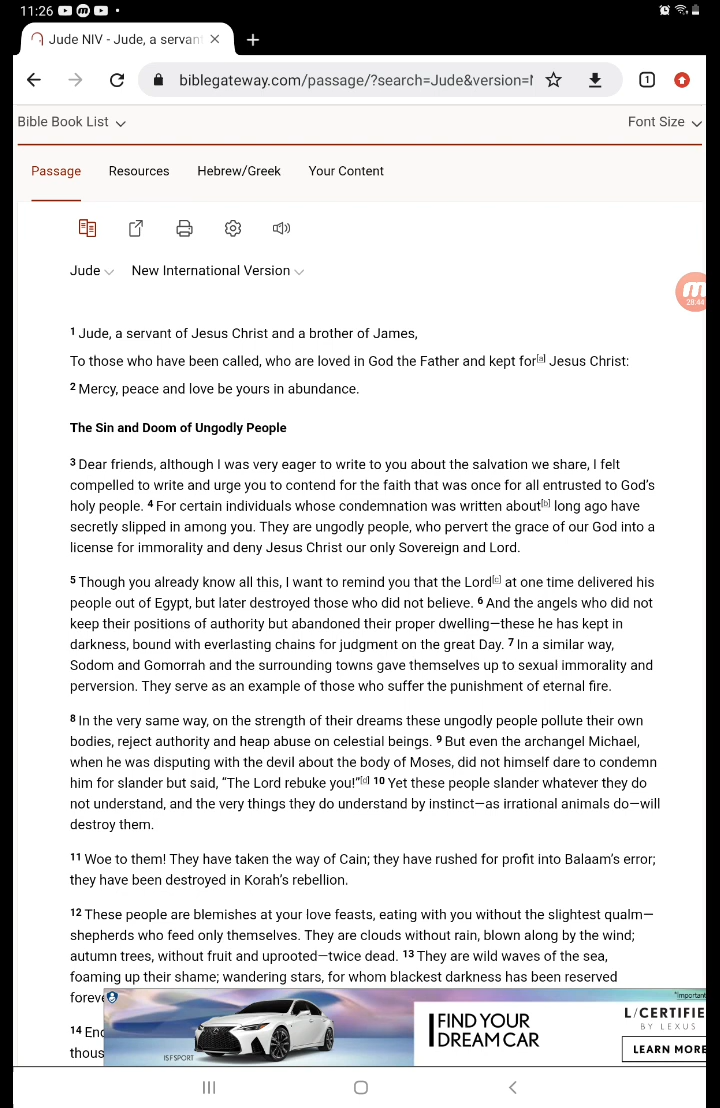 11:26
Jude NIV - Jude, a servan
biblegateway.com/passage/?search=Jude&version=
1
Bible Book List
Font Size
Passage Resources Hebrew/Greek Your Content
Jude New International Version
m
28:44
1 Jude, a servant of Jesus Christ and a brother of James,
To those who have been called, who are loved in God the Father and kept for[a] Jesus Christ:
2 Mercy, peace and love be yours in abundance.
The Sin and Doom of Ungodly People
3 Dear friends, although I was very eager to write to you about the salvation we share, I felt
compelled to write and urge you to contend for the faith that was once for all entrusted to God’s
holy people. 4 For certain individuals whose condemnation was written about[b] long ago have
secretly slipped in among you. They are ungodly people, who pervert the grace of our God into a
license for immorality and deny Jesus Christ our only Sovereign and Lord.
5 Though you already know all this, I want to remind you that the Lord[c] at one time delivered his
people out of Egypt, but later destroyed those who did not believe. 6 And the angels who did not
keep their positions of authority but abandoned their proper dwelling—these he has kept in
darkness, bound with everlasting chains for judgment on the great Day. 7 In a similar way,
Sodom and Gomorrah and the surrounding towns gave themselves up to sexual immorality and
perversion. They serve as an example of those who suffer the punishment of eternal fire.
8 In the very same way, on the strength of their dreams these ungodly people pollute their own
bodies, reject authority and heap abuse on celestial beings. 9 But even the archangel Michael,
when he was disputing with the devil about the body of Moses, did not himself dare to condemn
him for slander but said, “The Lord rebuke you!”[d] 10 Yet these people slander whatever they do
not understand, and the very things they do understand by instinct—as irrational animals do—will
destroy them.
11 Woe to them! They have taken the way of Cain; they have rushed for profit into Balaam’s error;
they have been destroyed in Korah’s rebellion.
12 These people are blemishes at your love feasts, eating with you without the slightest qualm—
shepherds who feed only themselves. They are clouds without rain, blown along by the wind;
autumn trees, without fruit and uprooted—twice dead. 13 They are wild waves of the sea,
foaming up their shame; wandering stars, for whom blackest darkness has been reserved
foreve
14 Enc
thous
IS F SPORT
FIND YOUR
DREAM CAR
*Important
L/CERTIFIE
BY LEXUS
LEARN MORE